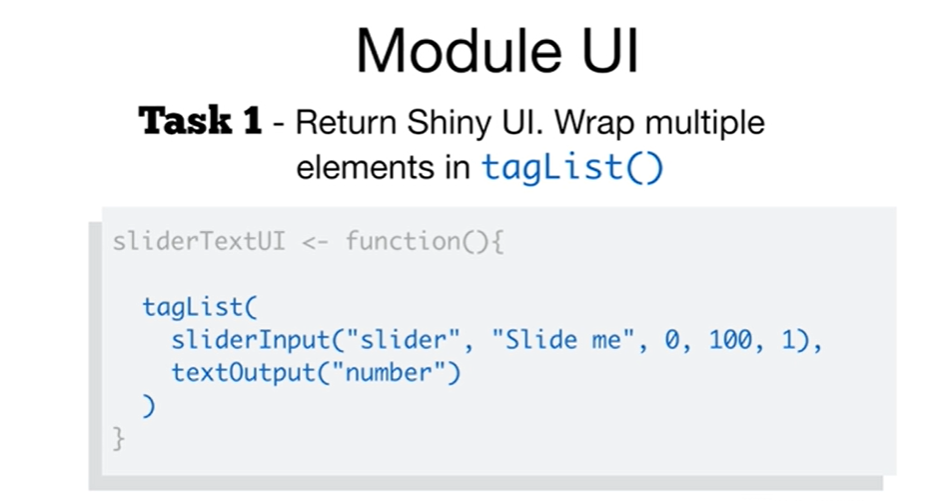 Module UI
Task 1 - Return Shiny UI. Wrap multiple
elements in tagList()
sliderTextUI <- function(){
tagList(
sliderInput("slider", "Slide me", 0, 100, 1),
textOutput("number")
)
}